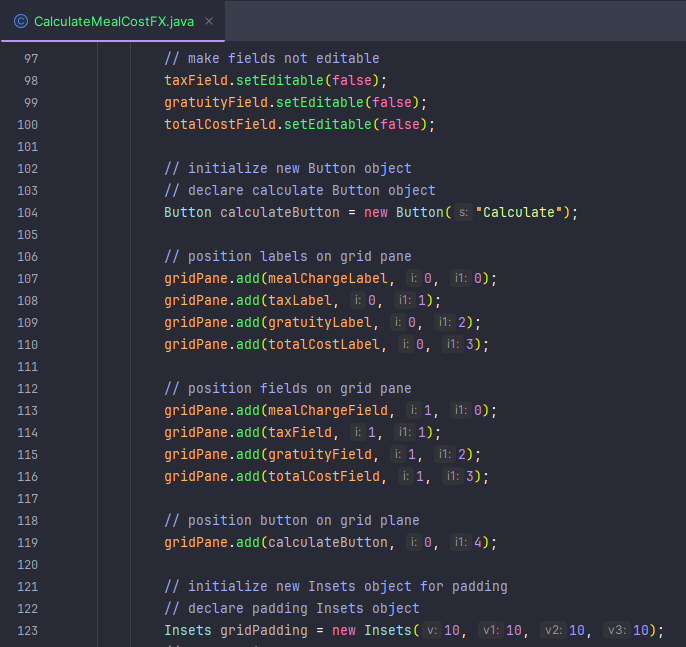 CalculateMealCostFX.java
97 // make fields not editable
98 taxField.setEditable(false);
99 gratuityField.setEditable(false);
100 totalCostField.setEditable(false);
101
102 // initialize new Button object
103 // declare calculate Button object
104 Button calculateButton = new Button( s: "Calculate");
105
106 // position labels on grid pane
107 gridPane.add(mealChargeLabel, i: 0, i1: 0);
108 gridPane.add(taxLabel, i: 0, i1: 1);
109 gridPane.add(gratuityLabel, i: 0, i1: 2);
110 gridPane.add(totalCostLabel, i: 0, i1: 3);
111
112 // position fields on grid pane
113 gridPane.add(mealChargeField, i: 1, i1: 0);
114 gridPane.add(taxField, i: 1, i1: 1);
115 gridPane.add(gratuityField, i: 1, i1: 2);
116 gridPane.add(totalCostField, i: 1, i1: 3);
117
118 // position button on grid plane
119 gridPane.add(calculateButton, i: 0, i1: 4);
120
121 // initialize new Insets object for padding
122 // declare padding Insets object
123 Insets gridPadding = new Insets( v: 10, v1: 10, v2: 10, v3: 10);